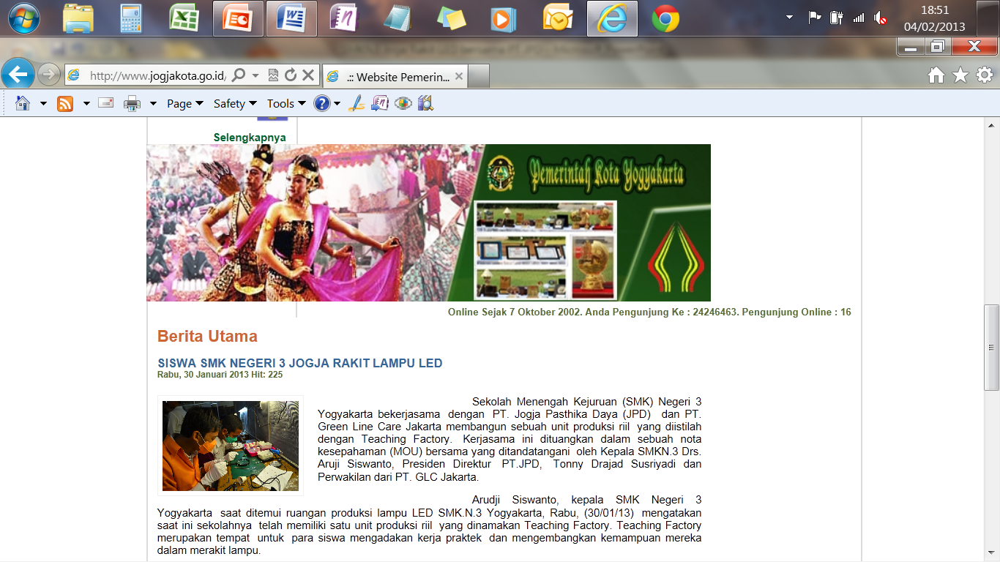 18:51
04/02/2013
http://www.jogjakota.go.id/
.:: Website Pemerin...
Page
Safety
Tools
Selengkapnya
Pemerintah Kota Yogyakarta
Online Sejak 7 Oktober 2002. Anda Pengunjung Ke : 24246463. Pengunjung Online : 16
Berita Utama
SISWA SMK NEGERI 3 JOGJA RAKIT LAMPU LED
Rabu, 30 Januari 2013 Hit: 225
Sekolah Menengah Kejuruan (SMK) Negeri 3
Yogyakarta bekerjasama dengan PT. Jogja Pasthika Daya (JPD) dan PT.
Green Line Care Jakarta membangun sebuah unit produksi riil yang diistilah
dengan Teaching Factory. Kerjasama ini dituangkan dalam sebuah nota
kesepahaman (MOU) bersama yang ditandatangani oleh Kepala SMKN.3 Drs.
Aruji Siswanto, Presiden Direktur PT.JPD, Tonny Drajad Susriyadi dan
Perwakilan dari PT. GLC Jakarta.
Arudji Siswanto, kepala SMK Negeri 3
Yogyakarta saat ditemui ruangan produksi lampu LED SMK.N.3 Yogyakarta, Rabu, (30/01/13) mengatakan
saat ini sekolahnya telah memiliki satu unit produksi riil yang dinamakan Teaching Factory. Teaching Factory
merupakan tempat untuk para siswa mengadakan kerja praktek dan mengembangkan kemampuan mereka
dalam merakit lampu.